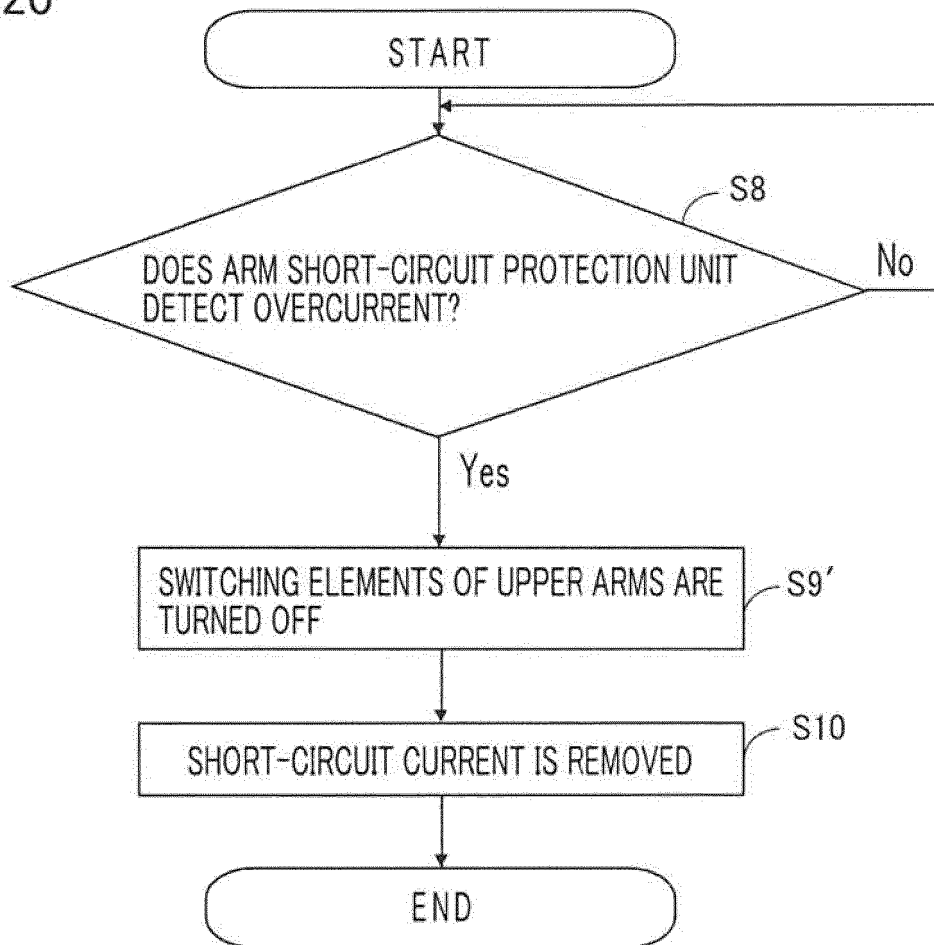 START
S8
DOES ARM SHORT-CIRCUIT PROTECTION UNIT
DETECT OVERCURRENT?
No
Yes
SWITCHING ELEMENTS OF UPPER ARMS ARE
TURNED OFF
S9′
SHORT-CIRCUIT CURRENT IS REMOVED
S10
END